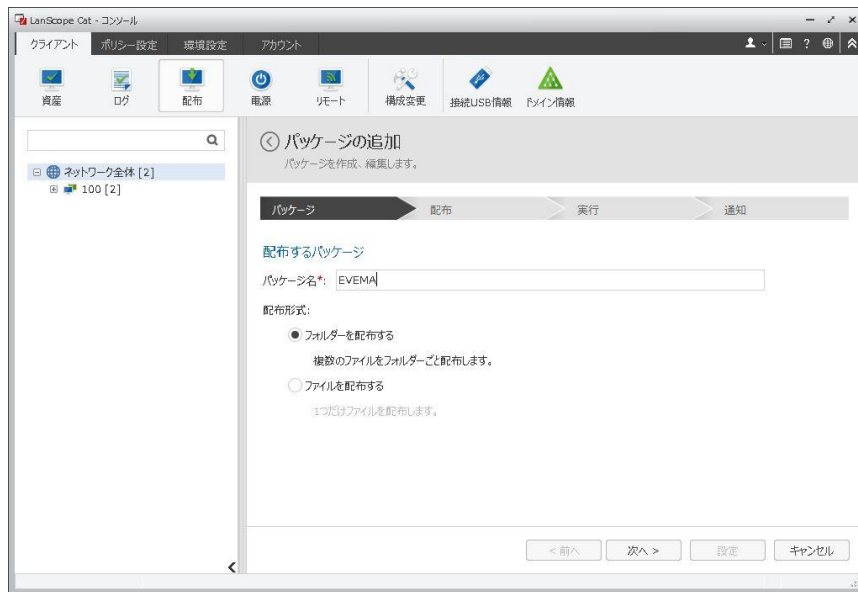 LanScope Cat - コンソール
クライアント ポリシー設定 環境設定 アカウント
資産 ログ 配布 電源 リモート 構成変更 接続USB情報 ドメイン情報
ネットワーク全体 [2]
100 [2]
パッケージの追加
パッケージを作成、編集します。
パッケージ 配布 実行 通知
配布するパッケージ
パッケージ名*: EVEMA
配布形式:
フォルダーを配布する
複数のファイルをフォルダーごと配布します。
ファイルを配布する
1つだけファイルを配布します。
< 前へ 次へ > 設定 キャンセル